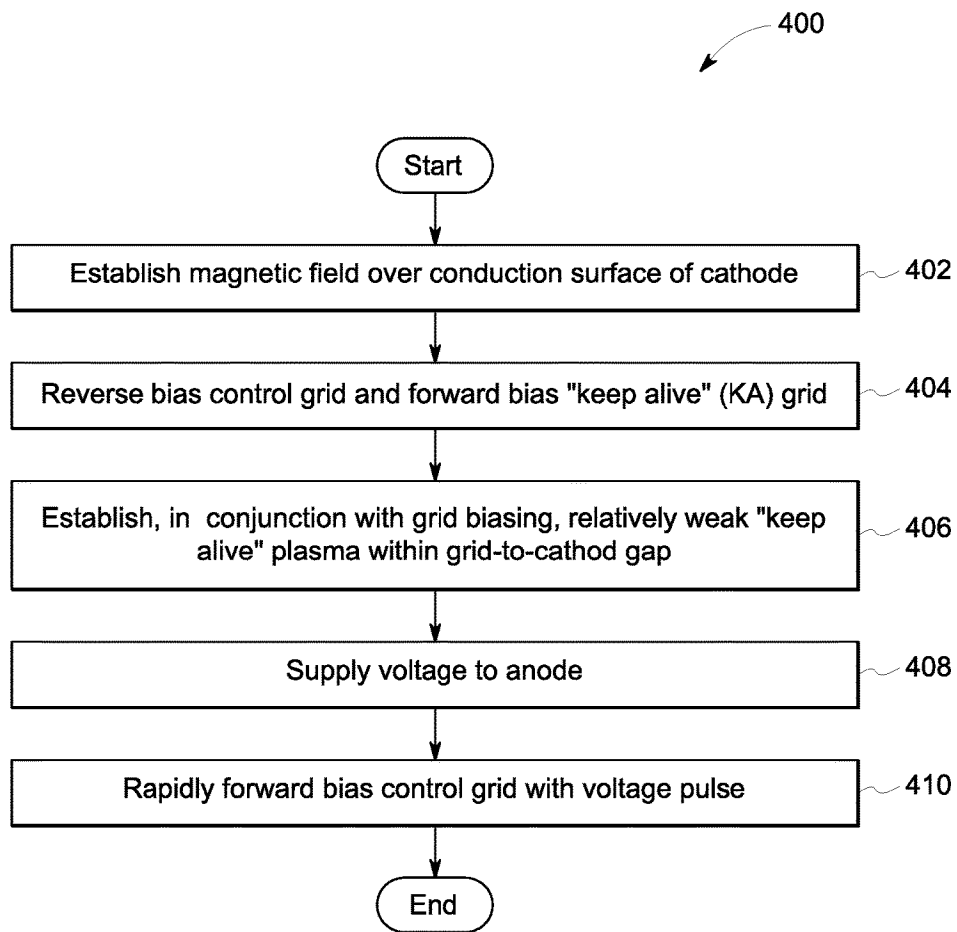 400
Start
Establish magnetic field over conduction surface of cathode
402
Reverse bias control grid and forward bias "keep alive" (KA) grid
404
Establish, in conjunction with grid biasing, relatively weak "keep
alive" plasma within grid-to-cathod gap
406
Supply voltage to anode
408
Rapidly forward bias control grid with voltage pulse
410
End